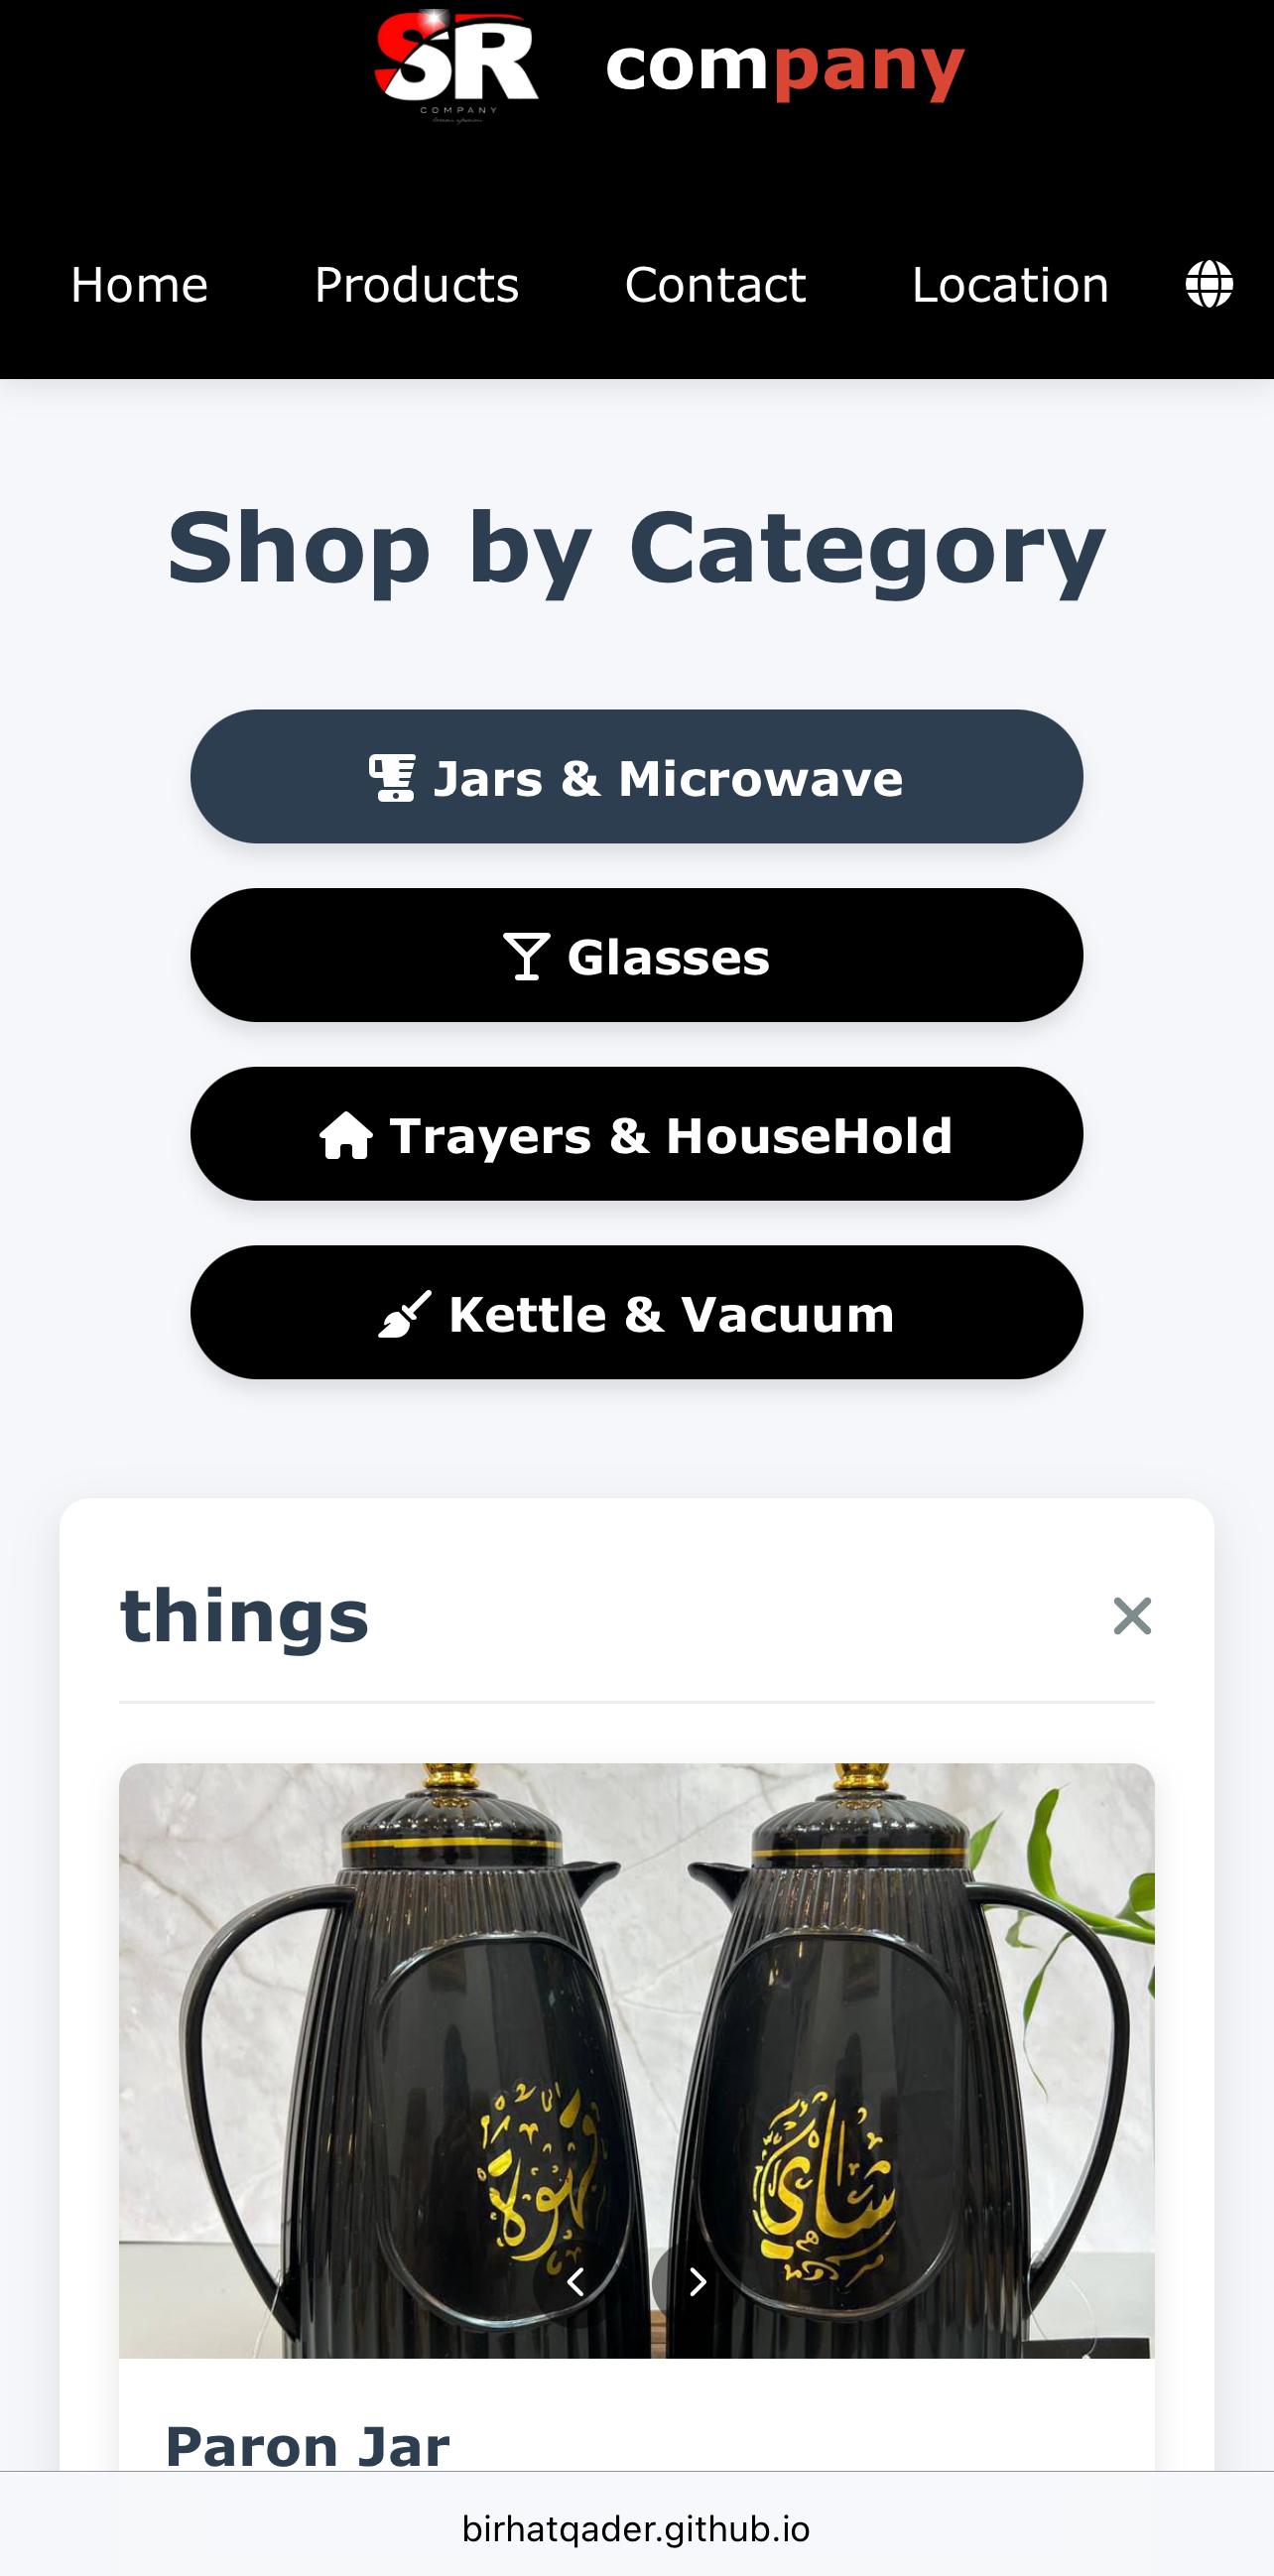 SR company
COMPANY
Home Products Contact Location
Shop by Category
Jars & Microwave
Glasses
Trayers & HouseHold
Kettle & Vacuum
things
قهوة
شاي
Paron Jar
birhatqader.github.io